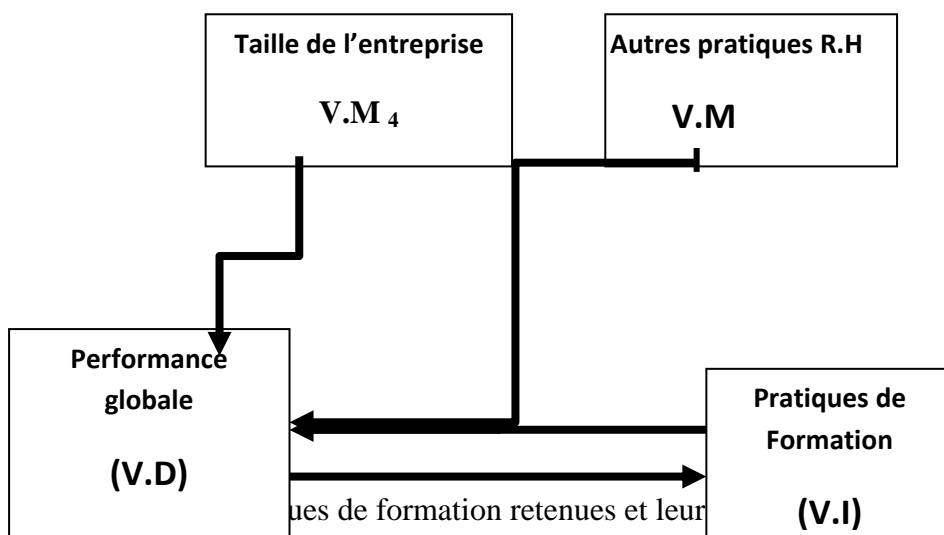 Taille de l’entreprise
V.M 4
Autres pratiques R.H
V.M
Performance
globale
(V.D)
Pratiques de
Formation
(V.I)
ues de formation retenues et leur